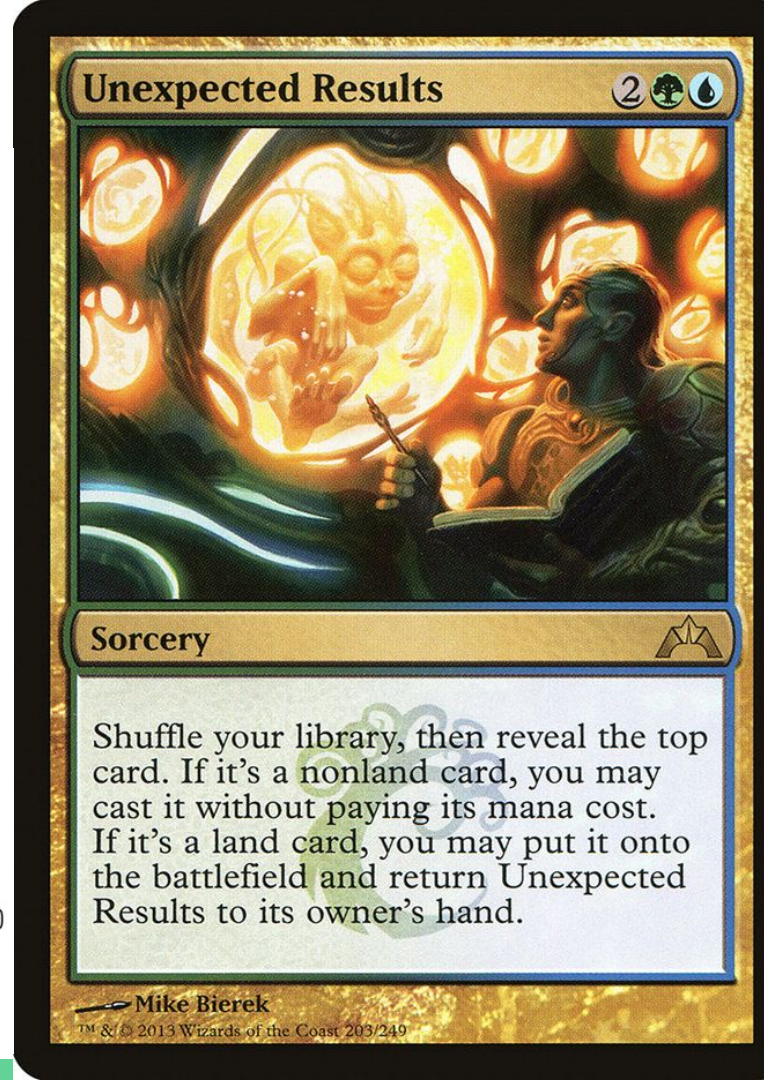 Unexpected Results 2
Sorcery
Shuffle your library, then reveal the top
card. If it's a nonland card, you may
cast it without paying its mana cost.
If it's a land card, you may put it onto
the battlefield and return Unexpected
Results to its owner's hand.
Mike Bierek
™ & © 2013 Wizards of the Coast 203/249